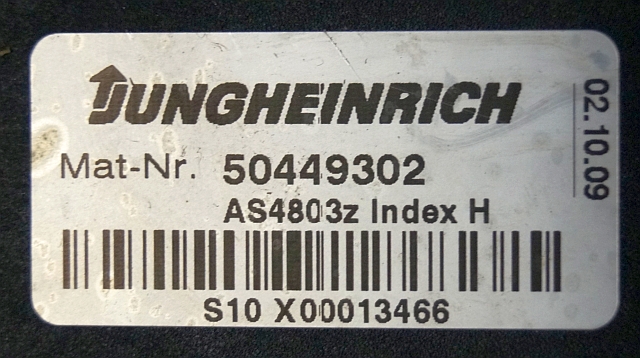 JUNGHEINRICH
Mat-Nr. 50449302
AS4803z Index H
S10 X00013466
02.10.09